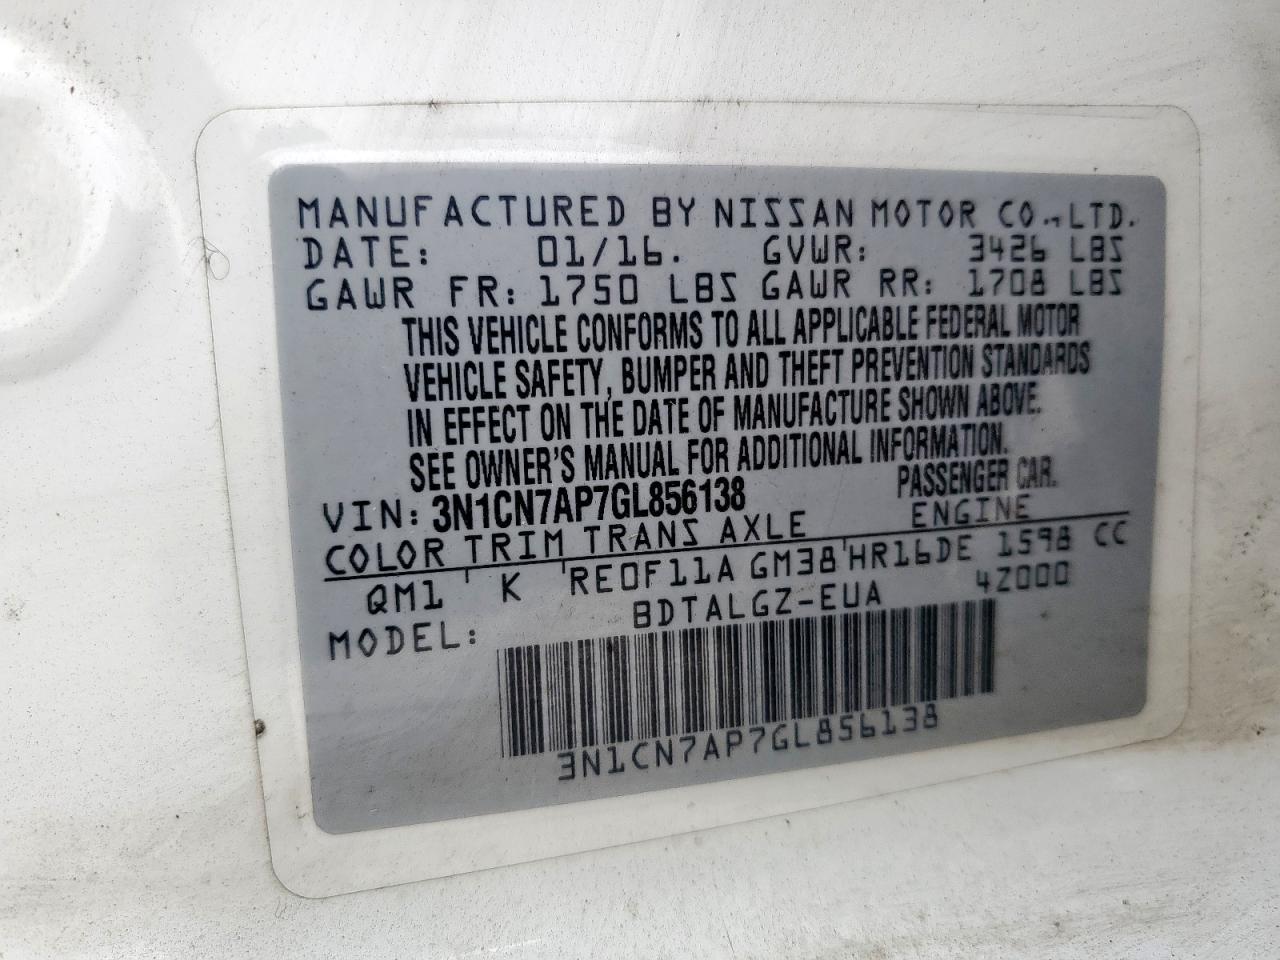 MANUFACTURED BY NISSAN MOTOR CO., LTD.
DATE: 01/16. GVWR: 3426 LBS
GAWR FR: 1750 LBS GAWR RR: 1708 LBS
THIS VEHICLE CONFORMS TO ALL APPLICABLE FEDERAL MOTOR
VEHICLE SAFETY, BUMPER AND THEFT PREVENTION STANDARDS
IN EFFECT ON THE DATE OF MANUFACTURE SHOWN ABOVE.
SEE OWNER'S MANUAL FOR ADDITIONAL INFORMATION.
VIN: 3N1CN7AP7GL856138 PASSENGER CAR.
COLOR TRIM TRANS AXLE ENGINE
QM1 K RE0F11A GM38 HR16DE 1598 CC
MODEL: BDTALGZ-EUA 4Z000
3N1CN7AP7GL856138